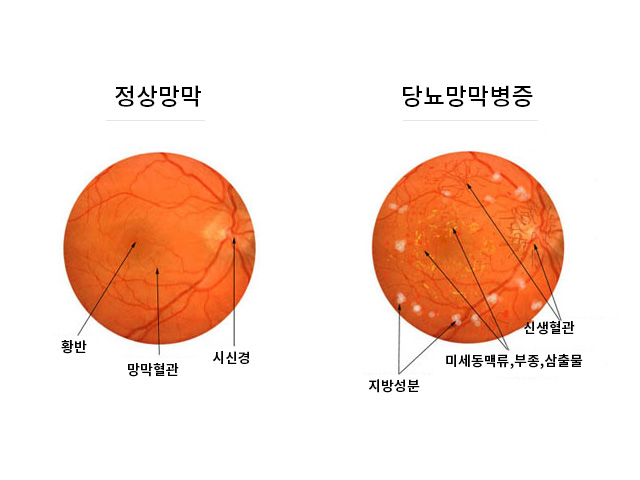 정상망막
당뇨망막병증
황반
망막혈관
시신경
신생혈관
미세동맥류,부종,삼출물
지방성분